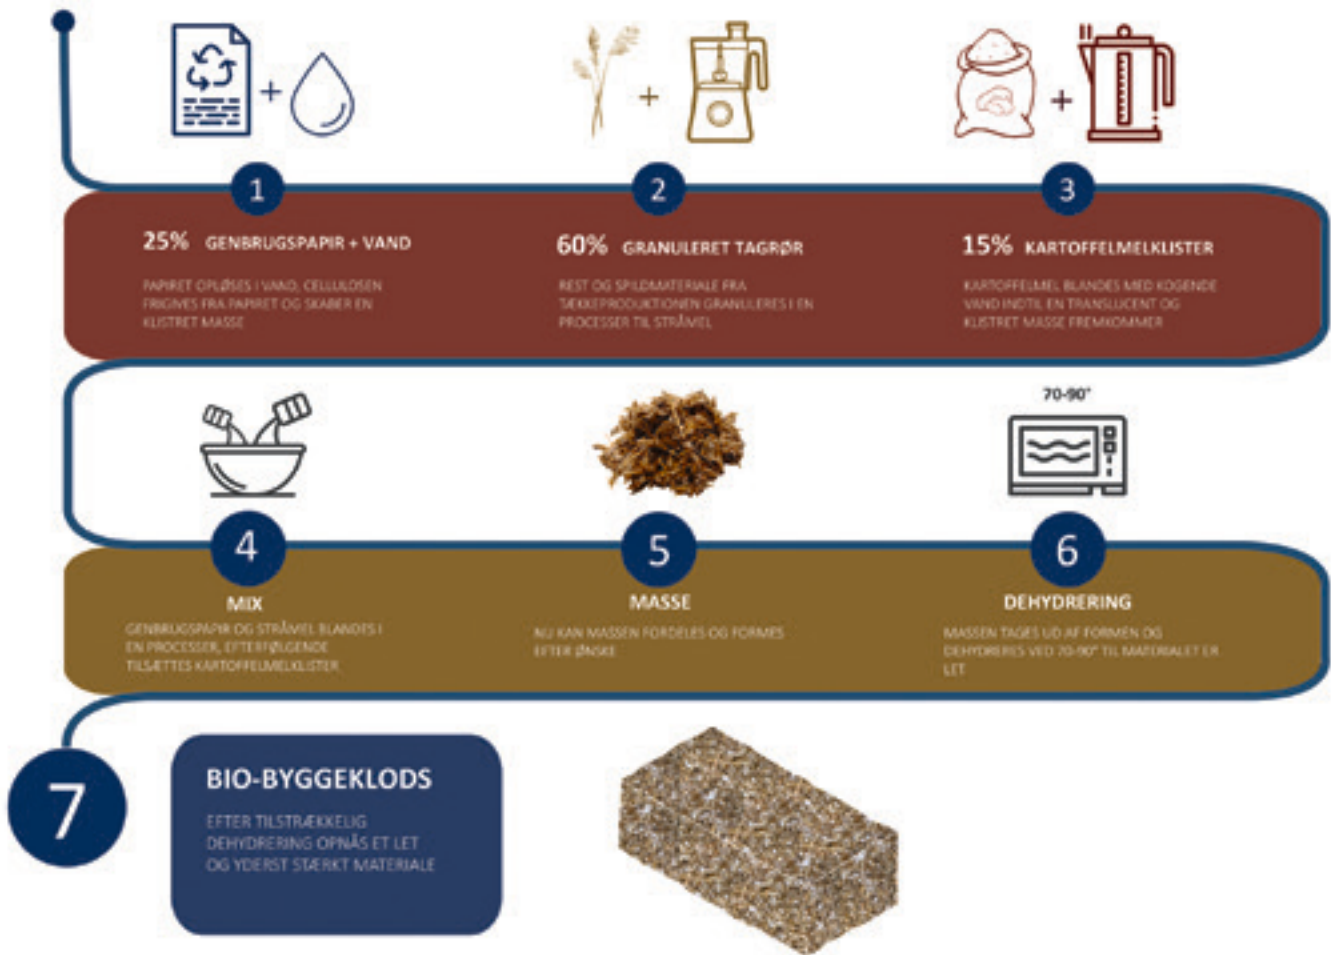 1
2
3
25% GENBRUGSPAPIR + VAND
PAPIRET OPLØSES I VAND, CELLULOSEN
FRIGIVES FRA PAPIRET OG SKABER EN
KLISTRET MASSE
60% GRANULERET TAGRØR
REST OG SPILDMATERIALE FRA
TÆKKEPRODUKTIONEN GRANULERES I EN
PROCESSER TIL STRÅMEL
15% KARTOFFELMELKLISTER
KARTOFFELMEL BLANDES MED KOGENDE
VAND INDTIL EN TRANSLUCENT OG
KLISTRET MASSE FREMKOMMER
70-90°
4
5
6
MIX
GENBRUGSPAPIR OG STRÅMEL BLANDES I
EN PROCESSER, EFTERFØLGENDE
TILSÆTTES KARTOFFELMELKLISTER
MASSE
NU KAN MASSEN FORDELES OG FORMES
EFTER ØNSKE
DEHYDRERING
MASSEN TAGES UD AF FORMEN OG
DEHYDRERES VED 70-90° TIL MATERIALET ER
LET
7
BIO-BYGGEKLODS
EFTER TILSTRÆKKELIG
DEHYDRERING OPNÅS ET LET
OG YDERST STÆRKT MATERIALE